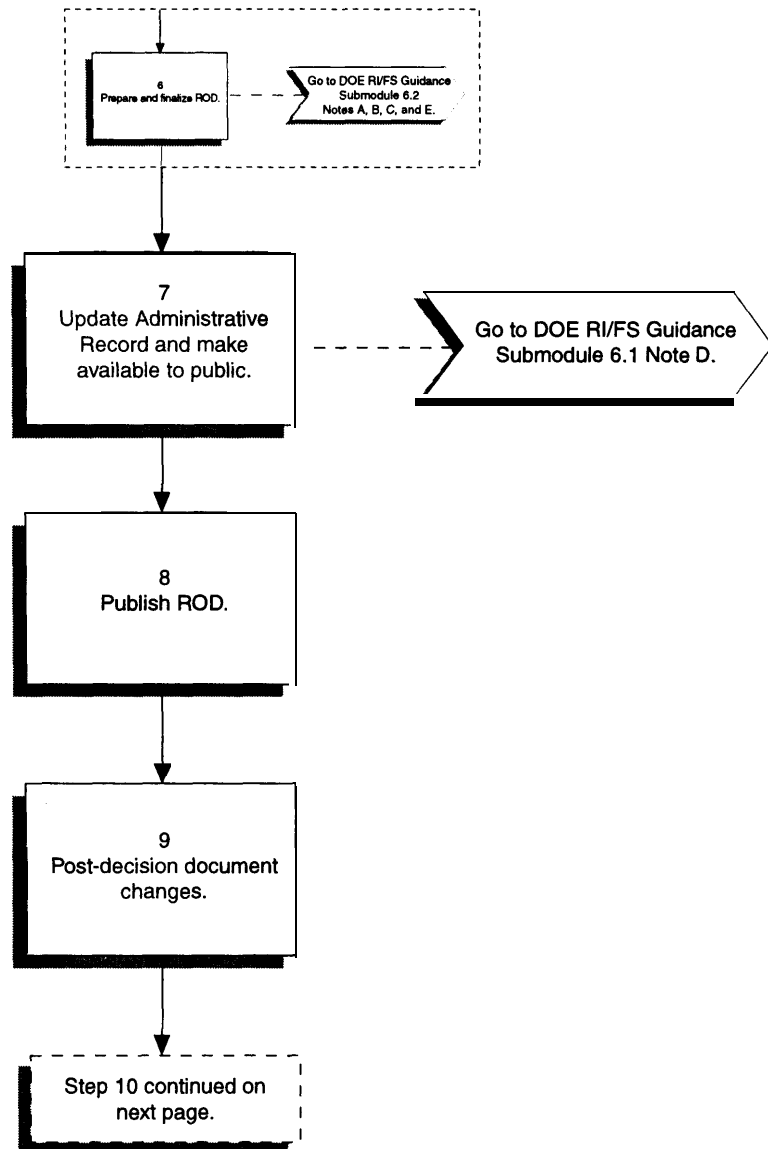 6
Prepare and finalize ROD.
Go to DOE RI/FS Guidance
Submodule 6.2
Notes A, B, C, and E.
7
Update Administrative
Record and make
available to public.
Go to DOE RI/FS Guidance
Submodule 6.1 Note D.
8
Publish ROD.
9
Post-decision document
changes.
Step 10 continued on
next page.